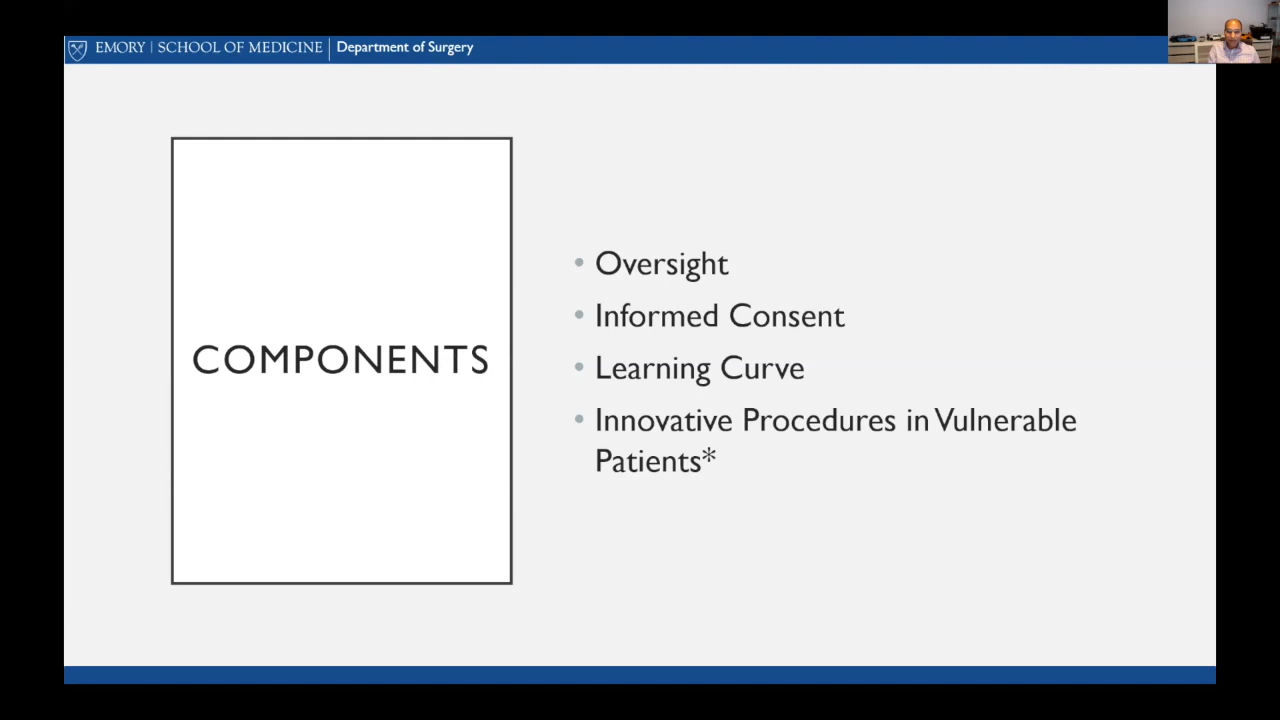 EMORY | SCHOOL OF MEDICINE | Department of Surgery
COMPONENTS
• Oversight
• Informed Consent
• Learning Curve
• Innovative Procedures in Vulnerable
Patients*